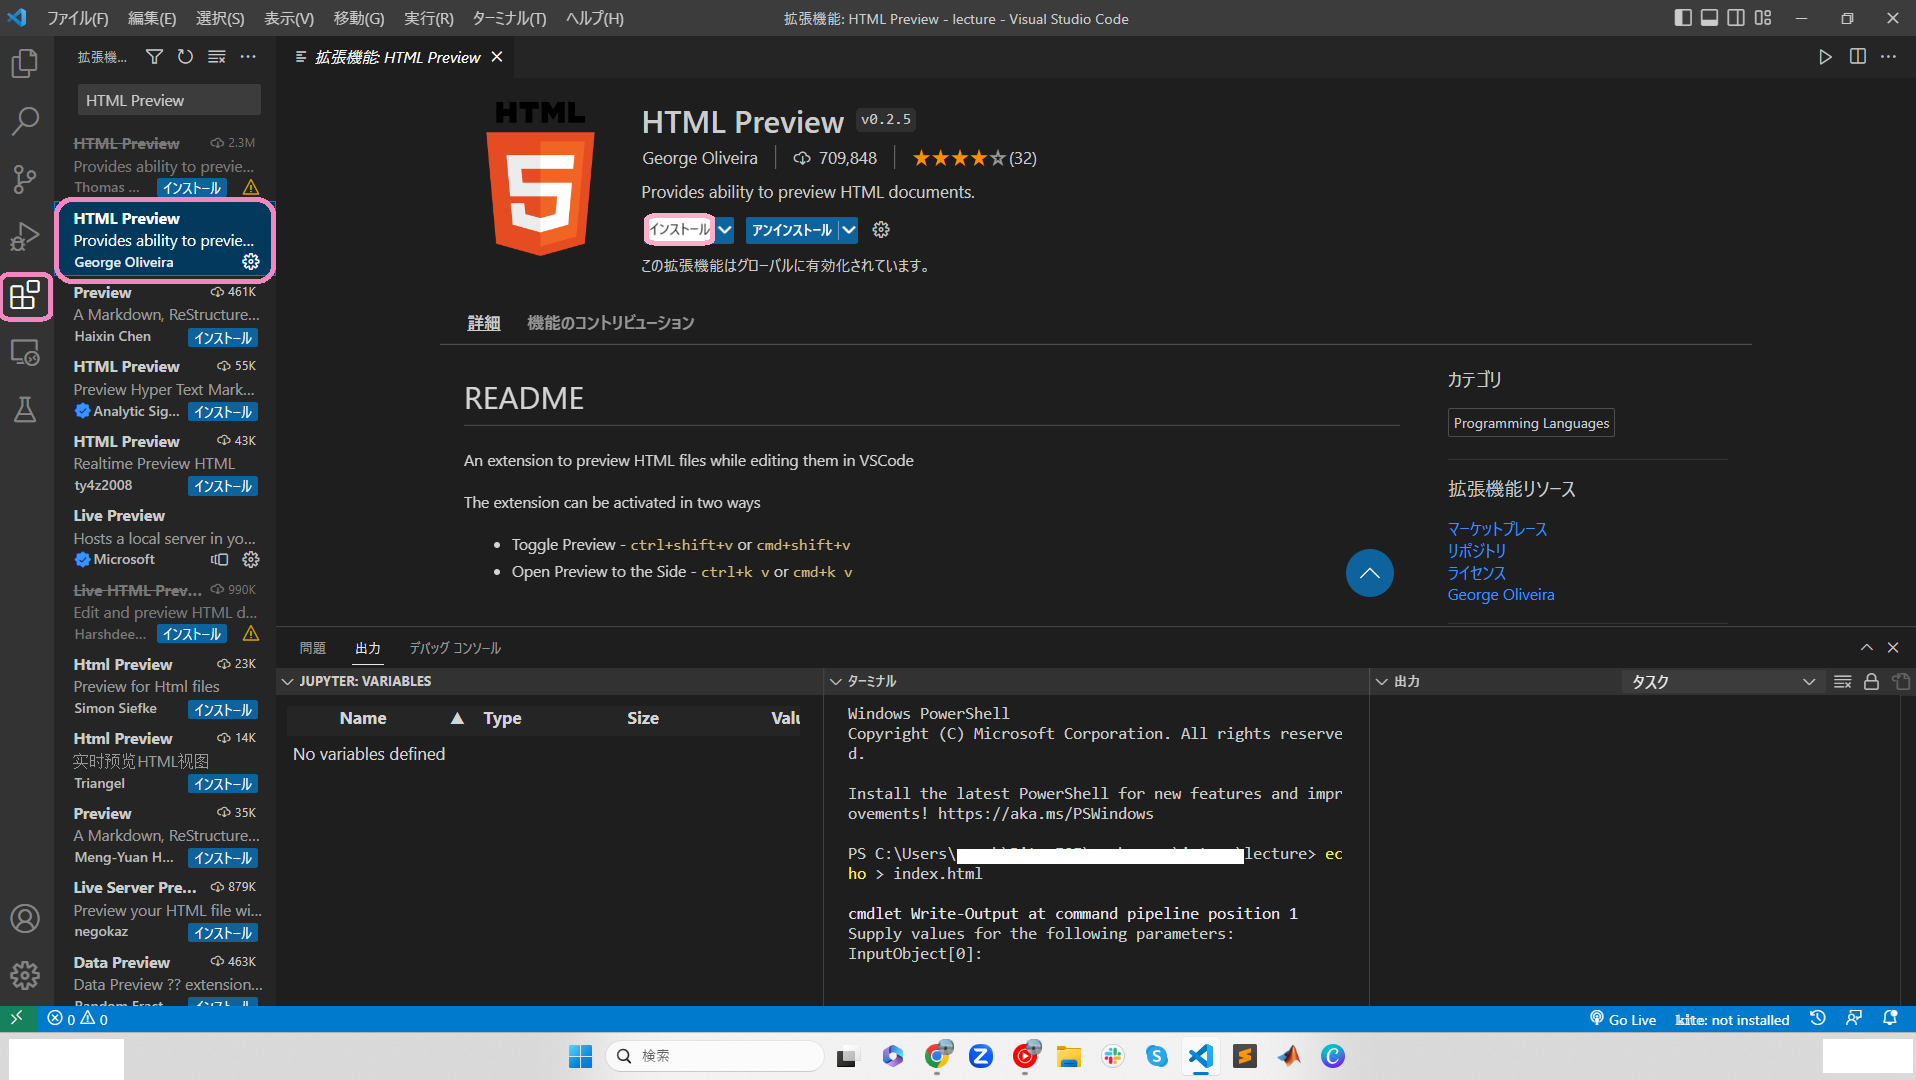 ファイル(F) 編集(E) 選択(S) 表示(V) 移動(G) 実行(R) ターミナル(T) ヘルプ(H)
拡張機能: HTML Preview - lecture - Visual Studio Code
拡張機...
HTML Preview
HTML Preview 2.3M
Provides ability to previe...
Thomas ... インストール
HTML Preview
Provides ability to previe...
George Oliveira
Preview 461K
A Markdown, ReStructure...
Haixin Chen インストール
HTML Preview 55K
Preview Hyper Text Mark...
Analytic Sig... インストール
HTML Preview 43K
Realtime Preview HTML
ty4z2008 インストール
Live Preview
Hosts a local server in yo...
Microsoft
Live HTML Prev... 990K
Edit and preview HTML d...
Harshdee... インストール
Html Preview 23K
Preview for Html files
Simon Siefke インストール
Html Preview 14K
实时预览HTML视图
Triangel インストール
Preview 35K
A Markdown, ReStructure...
Meng-Yuan H... インストール
Live Server Pre... 879K
Preview your HTML file wi...
negokaz インストール
Data Preview 463K
Data Preview ?? extension...
拡張機能: HTML Preview
HTML
5
HTML Preview v0.2.5
George Oliveira 709,848 (32)
Provides ability to preview HTML documents.
インストール アンインストール
この拡張機能はグローバルに有効化されています。
詳細 機能のコントリビューション
README
An extension to preview HTML files while editing them in VSCode
The extension can be activated in two ways
• Toggle Preview - ctrl+shift+v or cmd+shift+v
• Open Preview to the Side - ctrl+k v or cmd+k v
カテゴリ
Programming Languages
拡張機能リソース
マーケットプレース
リポジトリ
ライセンス
George Oliveira
問題 出力 デバッグ コンソール
JUPYTER: VARIABLES
Name Type Size Valu
No variables defined
ターミナル
Windows PowerShell
Copyright (C) Microsoft Corporation. All rights reserve
d.
Install the latest PowerShell for new features and impr
ovements! https://aka.ms/PSWindows
PS C:\Users\ lecture> ec
ho > index.html
cmdlet Write-Output at command pipeline position 1
Supply values for the following parameters:
InputObject[0]:
出力 タスク
0 0
Go Live kite: not installed
検索